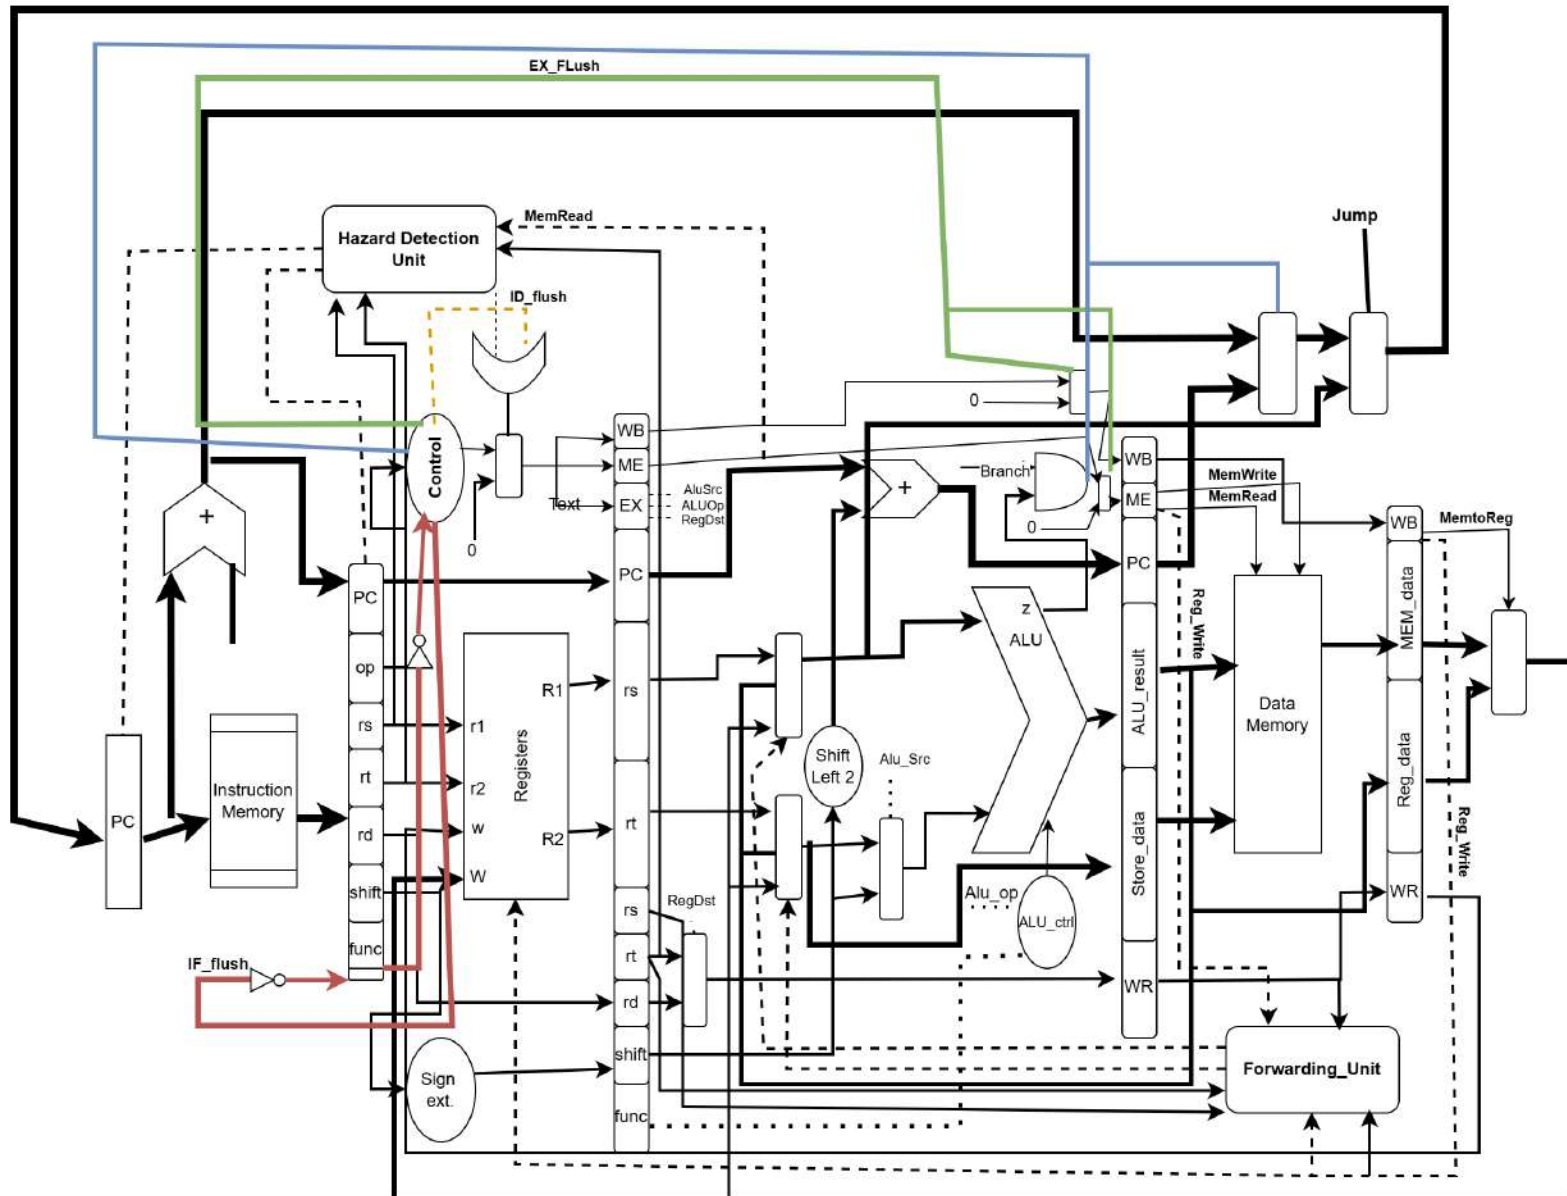 EX_FLush
Jump
MemRead
Hazard Detection
Unit
ID_flush
Control
0
Text
WB
ME
EX
PC
rs
rt
rs
rt
rd
shift
func
AluSrc
ALUOp
RegDst
0
Branch
0
+
+
WB
ME
PC
ALU_result
Store_data
WR
MemWrite
MemRead
Reg_Write
WB
MEM_data
Reg_data
WR
MemtoReg
Reg_Write
PC
op
rs
rt
rd
shift
func
PC
Instruction
Memory
Registers
r1
r2
w
W
R1
R2
z
ALU
Shift
Left 2
Alu_Src
Data
Memory
RegDst
Alu_op
ALU_ctrl
IF_flush
Sign
ext.
Forwarding_Unit